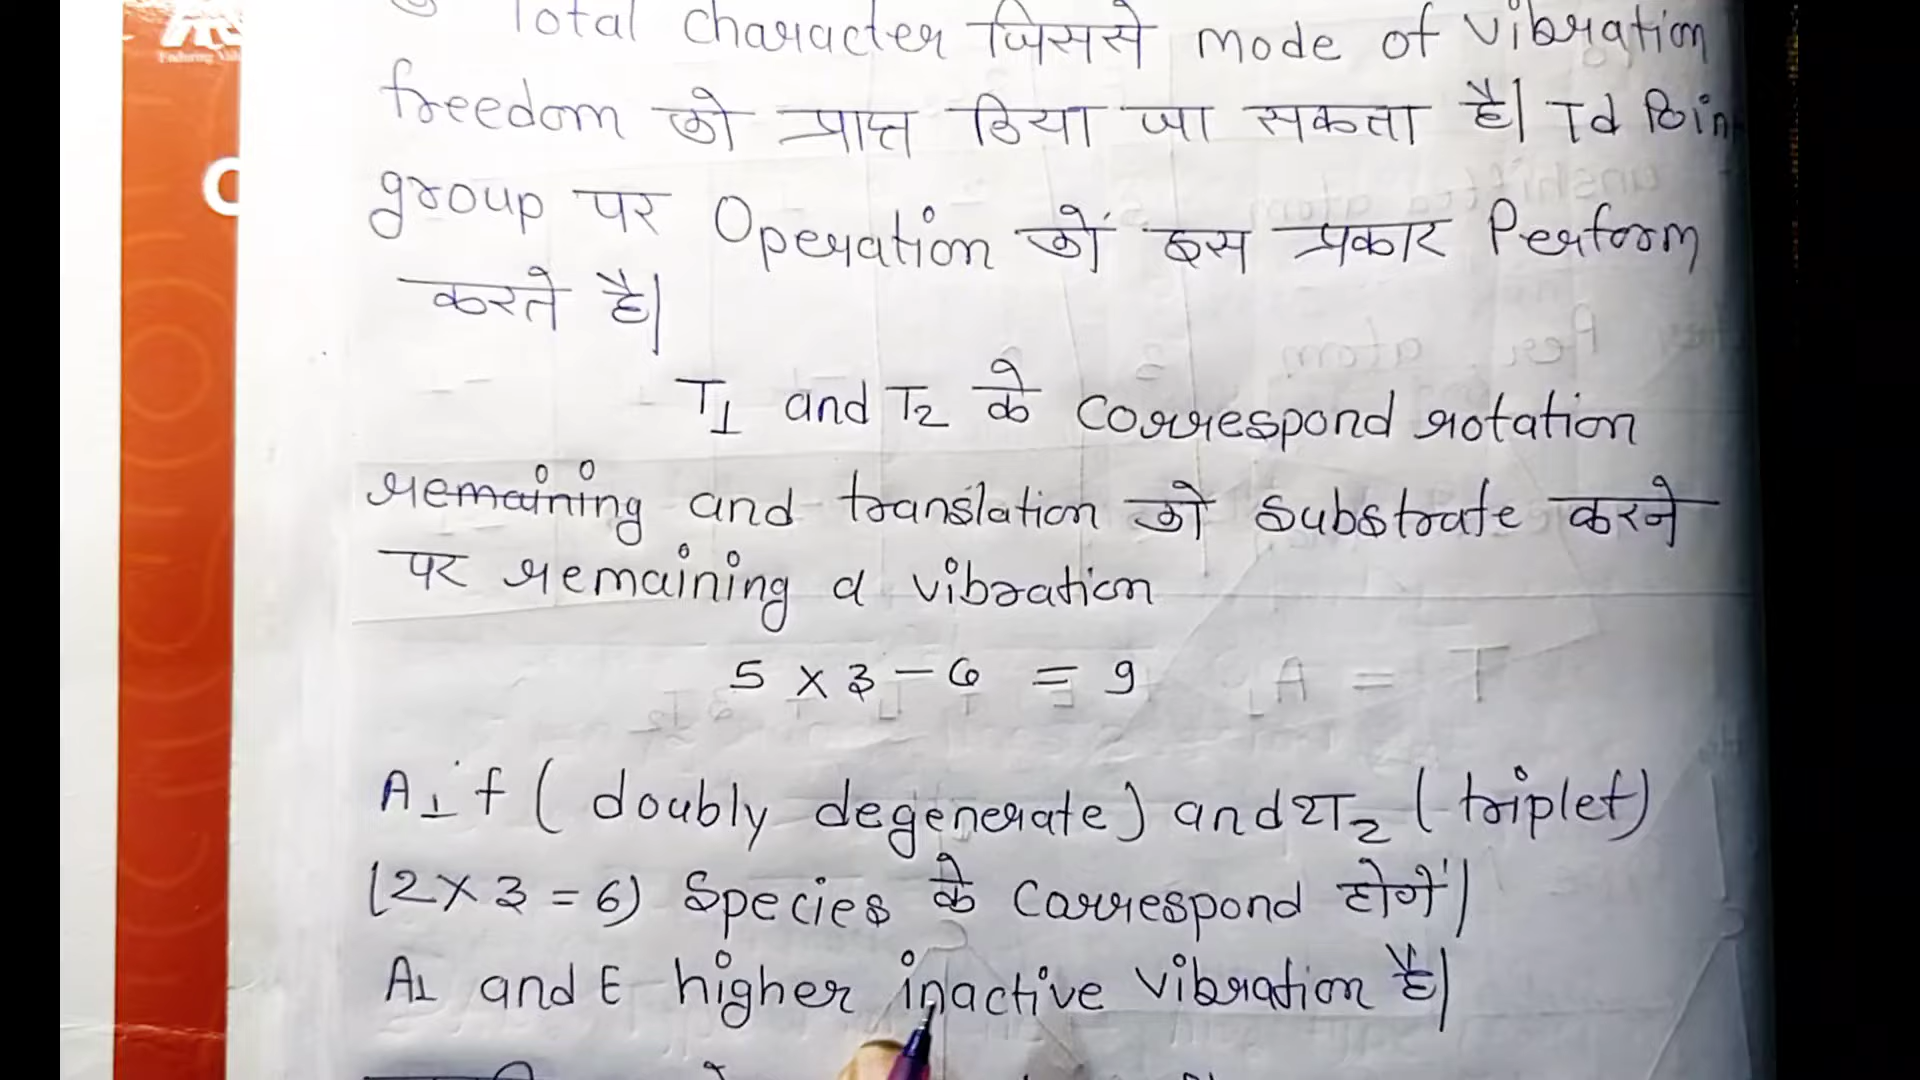 Total character जिससे mode of vibration
freedom को प्राप्त किया जा सकता है। Td Poin
group पर Operation को इस प्रकार Perform
करते है।
T1 and T2 के Correspond rotation
remaining and translation को Substrate करने
पर remaining a vibration
5 × 3 - 6 = 9
A1 f ( doubly degenerate) and 2T2 ( triplet)
(2 × 3 = 6) Species के Correspond होगें।
A1 and E higher inactive vibration है।